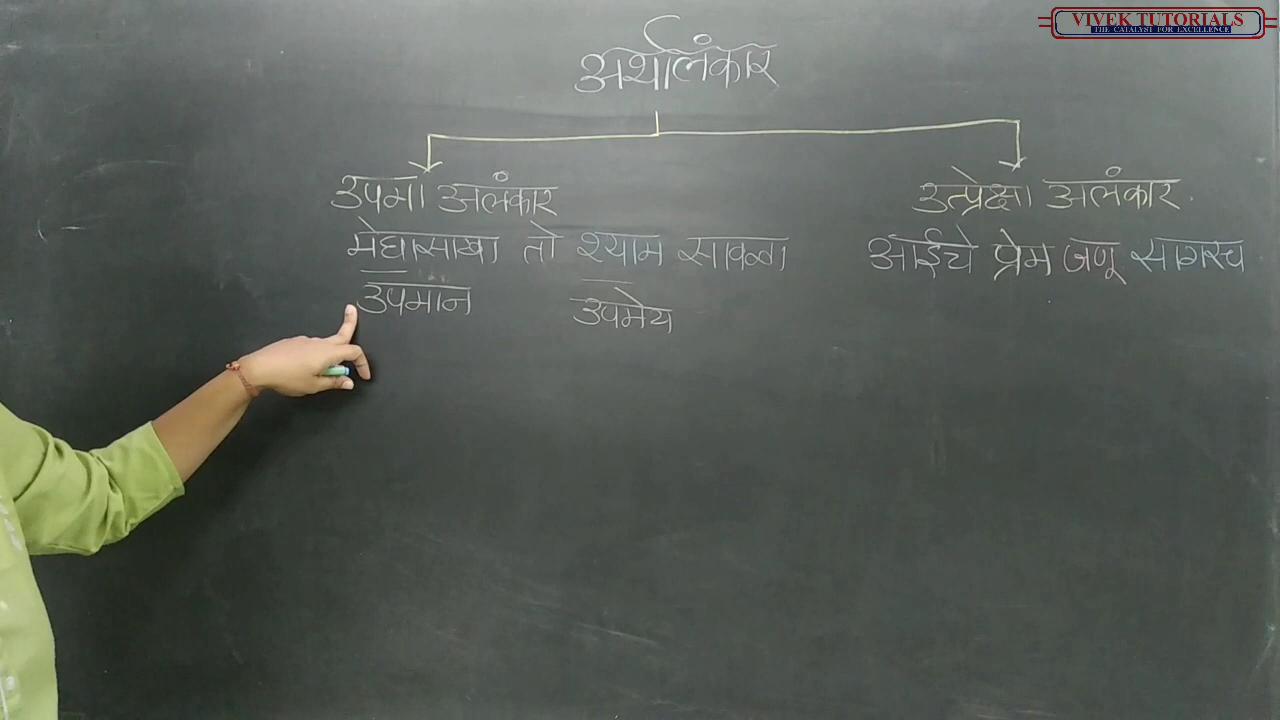 VIVEK TUTORIALS
THE CATALYST FOR EXCELLENCE
अर्थालंकार
उपमा अलंकार
मेघासारखा तो श्याम सावळा
उपमान
उपमेय
उत्प्रेक्षा अलंकार
आईचे प्रेम जणू सागरच